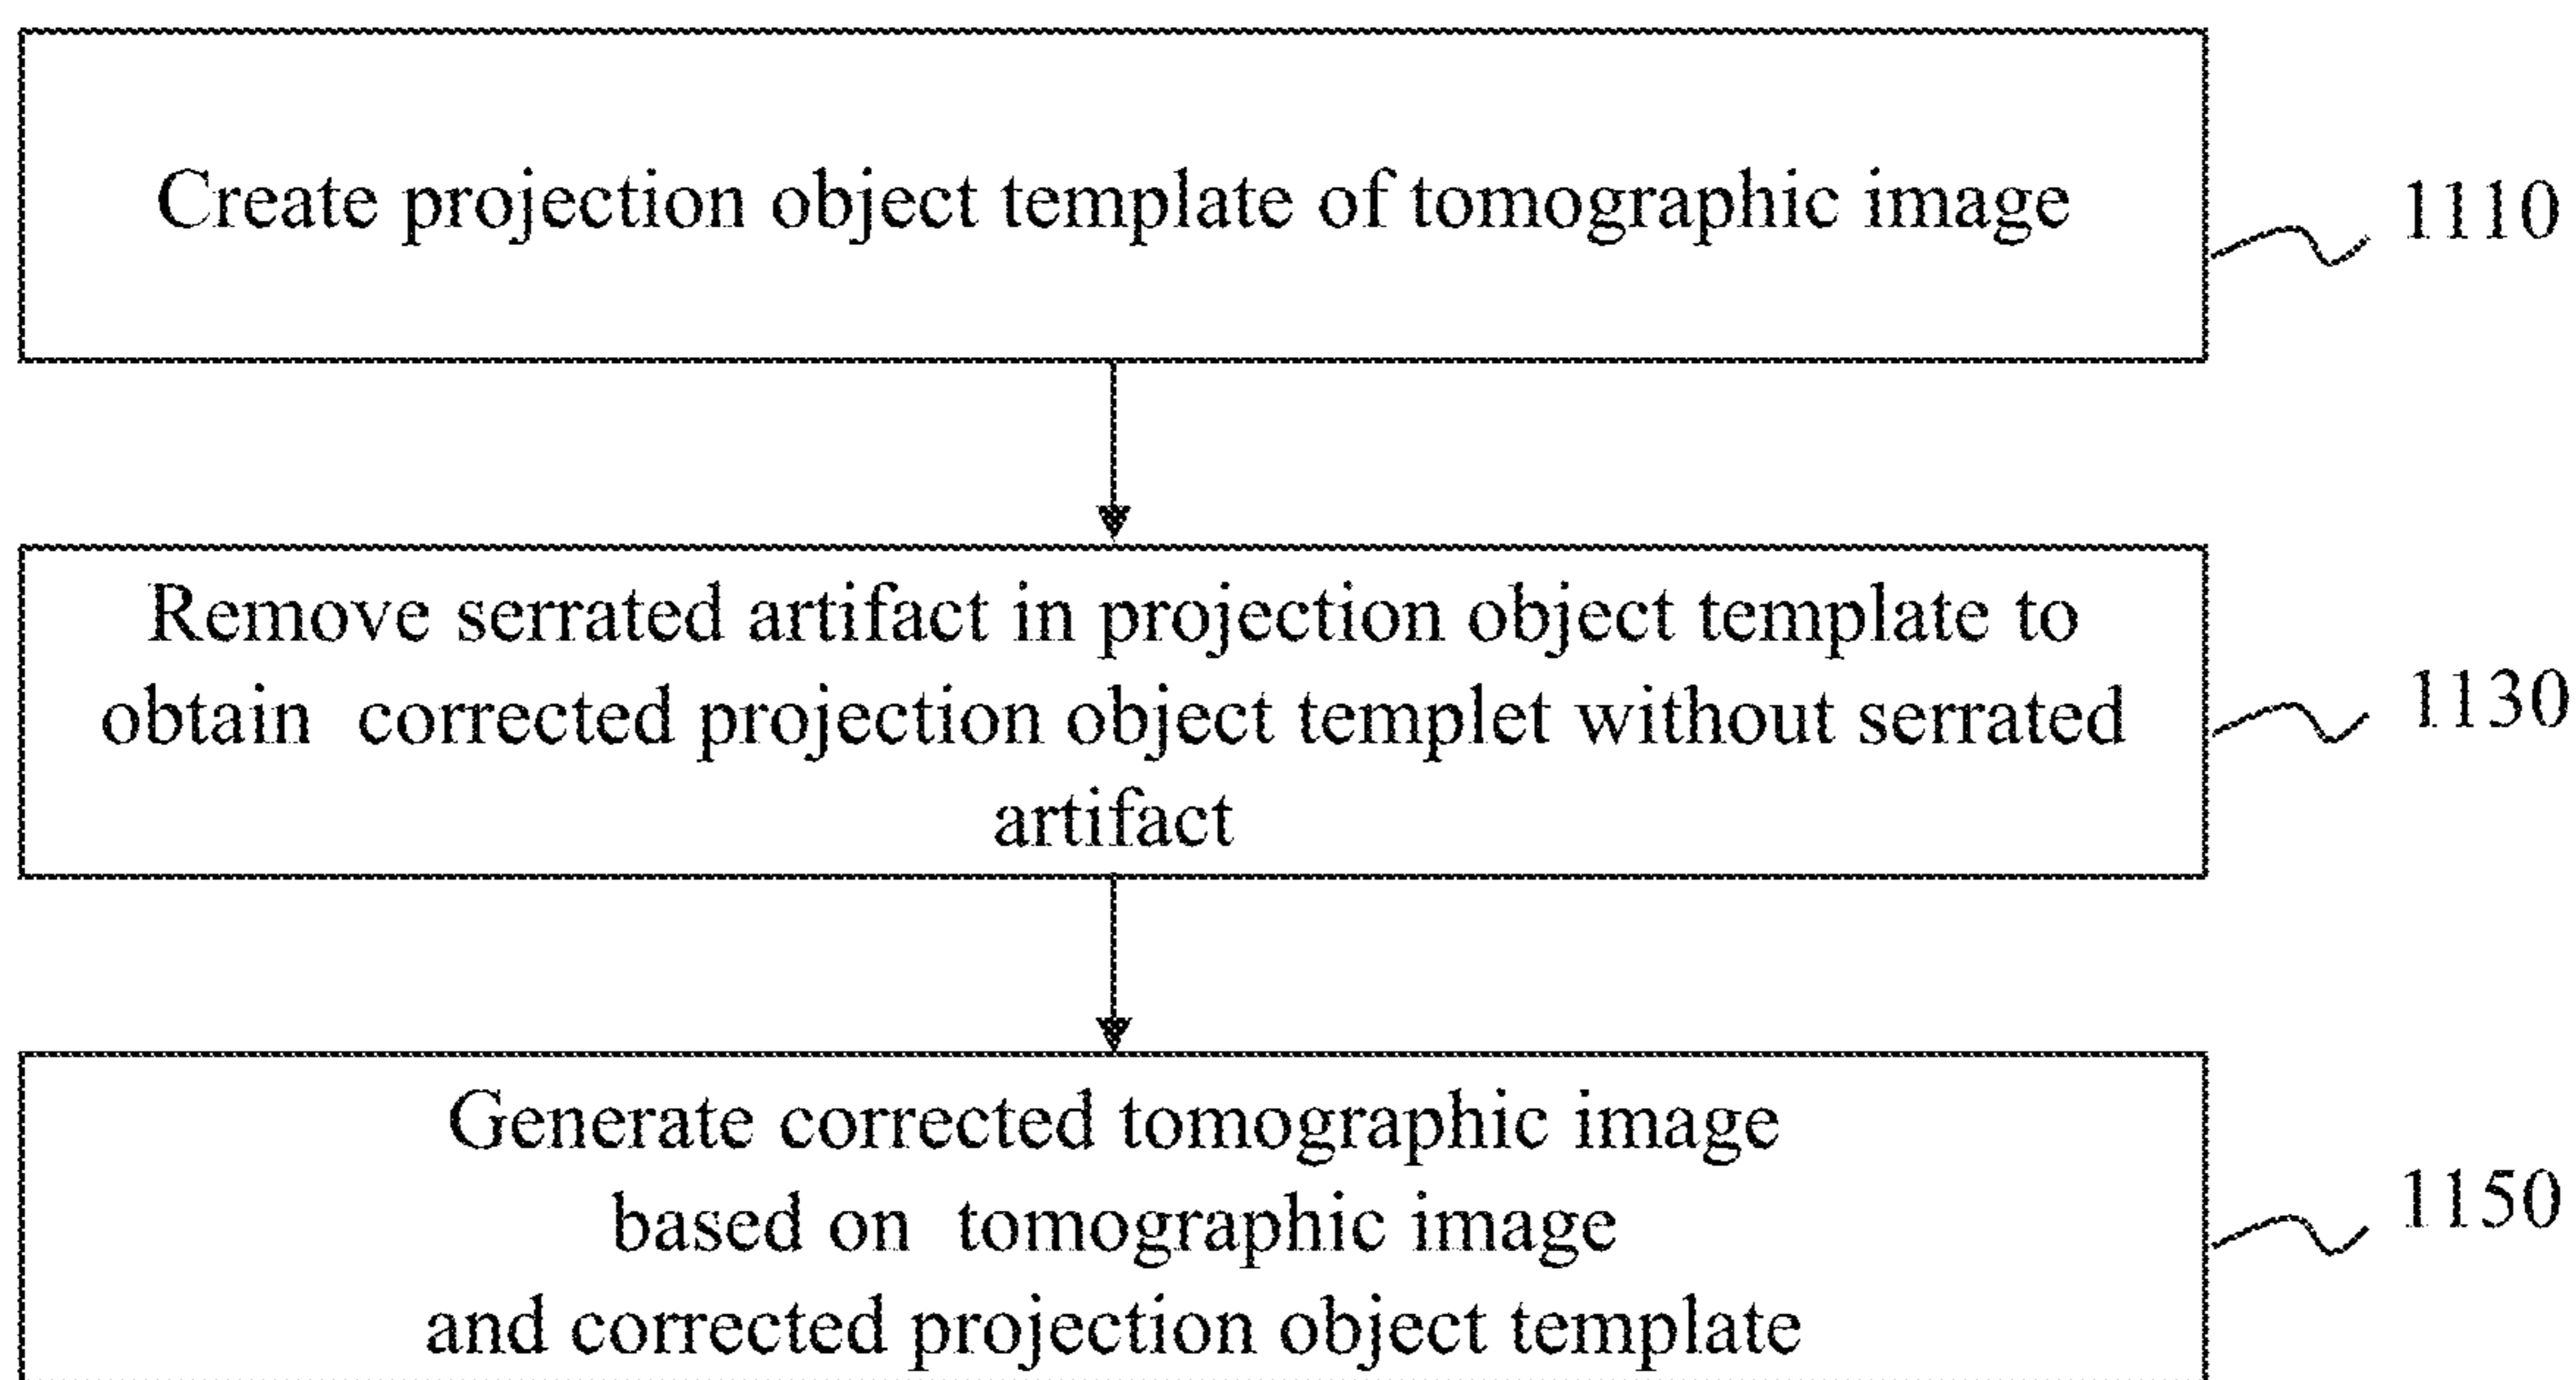 Create projection object template of tomographic image
1110
Remove serrated artifact in projection object template to
obtain corrected projection object templet without serrated
artifact
1130
Generate corrected tomographic image
based on tomographic image
and corrected projection object template
1150